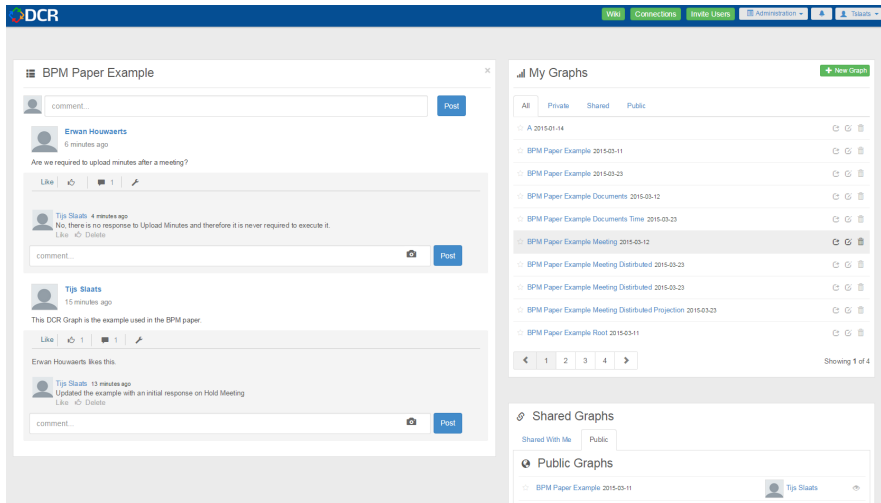 DCR
Wiki
Connections
Invite Users
Administration
Tslaats
BPM Paper Example
×
comment...
Post
Erwan Houwaerts
6 minutes ago
Are we required to upload minutes after a meeting?
Like 1
Tijs Slaats 4 minutes ago
No, there is no response to Upload Minutes and therefore it is never required to execute it.
Like Delete
comment...
Post
Tijs Slaats
15 minutes ago
This DCR Graph is the example used in the BPM paper.
Like 1 1
Erwan Houwaerts likes this.
Tijs Slaats 13 minutes ago
Updated the example with an initial response on Hold Meeting
Like Delete
comment...
Post
My Graphs
+ New Graph
All Private Shared Public
A 2015-01-14
BPM Paper Example 2015-03-11
BPM Paper Example 2015-03-23
BPM Paper Example Documents 2015-03-12
BPM Paper Example Documents Time 2015-03-23
BPM Paper Example Meeting 2015-03-12
BPM Paper Example Meeting Distirbuted 2015-03-23
BPM Paper Example Meeting Distirbuted 2015-03-23
BPM Paper Example Meeting Distirbuted Projection 2015-03-23
BPM Paper Example Root 2015-03-11
1 2 3 4
Showing 1 of 4
Shared Graphs
Shared With Me Public
Public Graphs
BPM Paper Example 2015-03-11 Tijs Slaats